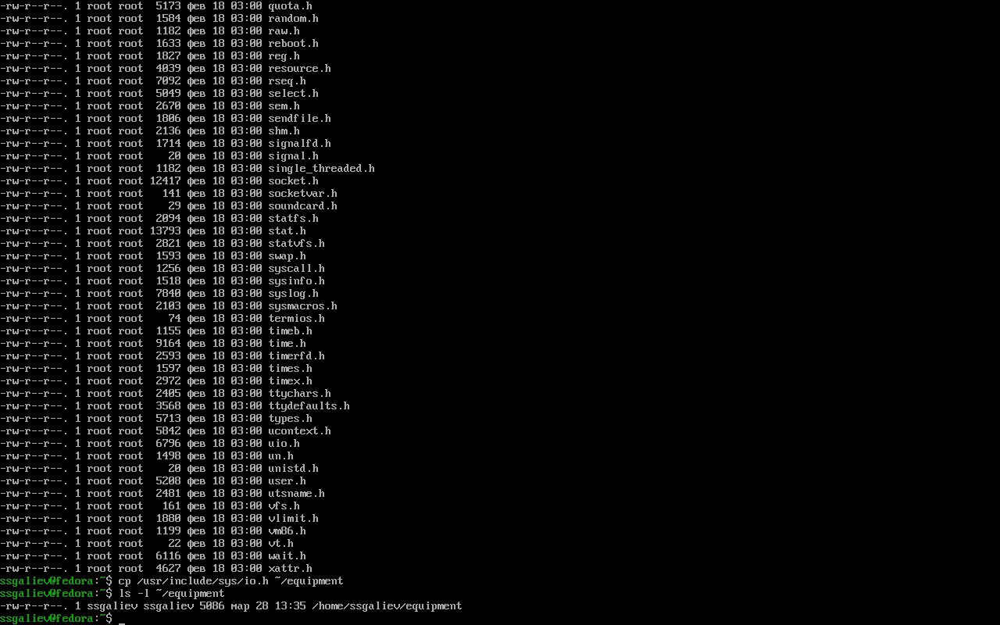 -rw-r--r--. 1 root root  5173 фев 18 03:00 quota.h
-rw-r--r--. 1 root root  1584 фев 18 03:00 random.h
-rw-r--r--. 1 root root  1182 фев 18 03:00 raw.h
-rw-r--r--. 1 root root  1633 фев 18 03:00 reboot.h
-rw-r--r--. 1 root root  1827 фев 18 03:00 reg.h
-rw-r--r--. 1 root root  4039 фев 18 03:00 resource.h
-rw-r--r--. 1 root root  7092 фев 18 03:00 rseq.h
-rw-r--r--. 1 root root  5049 фев 18 03:00 select.h
-rw-r--r--. 1 root root  2670 фев 18 03:00 sem.h
-rw-r--r--. 1 root root  1806 фев 18 03:00 sendfile.h
-rw-r--r--. 1 root root  2136 фев 18 03:00 shm.h
-rw-r--r--. 1 root root  1714 фев 18 03:00 signalfd.h
-rw-r--r--. 1 root root    20 фев 18 03:00 signal.h
-rw-r--r--. 1 root root  1182 фев 18 03:00 single_threaded.h
-rw-r--r--. 1 root root 12417 фев 18 03:00 socket.h
-rw-r--r--. 1 root root   141 фев 18 03:00 socketvar.h
-rw-r--r--. 1 root root    29 фев 18 03:00 soundcard.h
-rw-r--r--. 1 root root  2094 фев 18 03:00 statfs.h
-rw-r--r--. 1 root root 13793 фев 18 03:00 stat.h
-rw-r--r--. 1 root root  2821 фев 18 03:00 statvfs.h
-rw-r--r--. 1 root root  1593 фев 18 03:00 swap.h
-rw-r--r--. 1 root root  1256 фев 18 03:00 syscall.h
-rw-r--r--. 1 root root  1518 фев 18 03:00 sysinfo.h
-rw-r--r--. 1 root root  7840 фев 18 03:00 syslog.h
-rw-r--r--. 1 root root  2103 фев 18 03:00 sysmacros.h
-rw-r--r--. 1 root root    74 фев 18 03:00 termios.h
-rw-r--r--. 1 root root  1155 фев 18 03:00 timeb.h
-rw-r--r--. 1 root root  9164 фев 18 03:00 time.h
-rw-r--r--. 1 root root  2593 фев 18 03:00 timerfd.h
-rw-r--r--. 1 root root  1597 фев 18 03:00 times.h
-rw-r--r--. 1 root root  2972 фев 18 03:00 timex.h
-rw-r--r--. 1 root root  2405 фев 18 03:00 ttychars.h
-rw-r--r--. 1 root root  3568 фев 18 03:00 ttydefaults.h
-rw-r--r--. 1 root root  5713 фев 18 03:00 types.h
-rw-r--r--. 1 root root  5842 фев 18 03:00 ucontext.h
-rw-r--r--. 1 root root  6796 фев 18 03:00 uio.h
-rw-r--r--. 1 root root  1498 фев 18 03:00 un.h
-rw-r--r--. 1 root root    20 фев 18 03:00 unistd.h
-rw-r--r--. 1 root root  5208 фев 18 03:00 user.h
-rw-r--r--. 1 root root  2481 фев 18 03:00 utsname.h
-rw-r--r--. 1 root root   161 фев 18 03:00 vfs.h
-rw-r--r--. 1 root root  1880 фев 18 03:00 vlimit.h
-rw-r--r--. 1 root root  1199 фев 18 03:00 vm86.h
-rw-r--r--. 1 root root    22 фев 18 03:00 vt.h
-rw-r--r--. 1 root root  6116 фев 18 03:00 wait.h
-rw-r--r--. 1 root root  4627 фев 18 03:00 xattr.h
ssgaliev@fedora:~$ cp /usr/include/sys/io.h ~/equipment
ssgaliev@fedora:~$ ls -l ~/equipment
-rw-r--r--. 1 ssgaliev ssgaliev 5086 мар 28 13:35 /home/ssgaliev/equipment
ssgaliev@fedora:~$ _